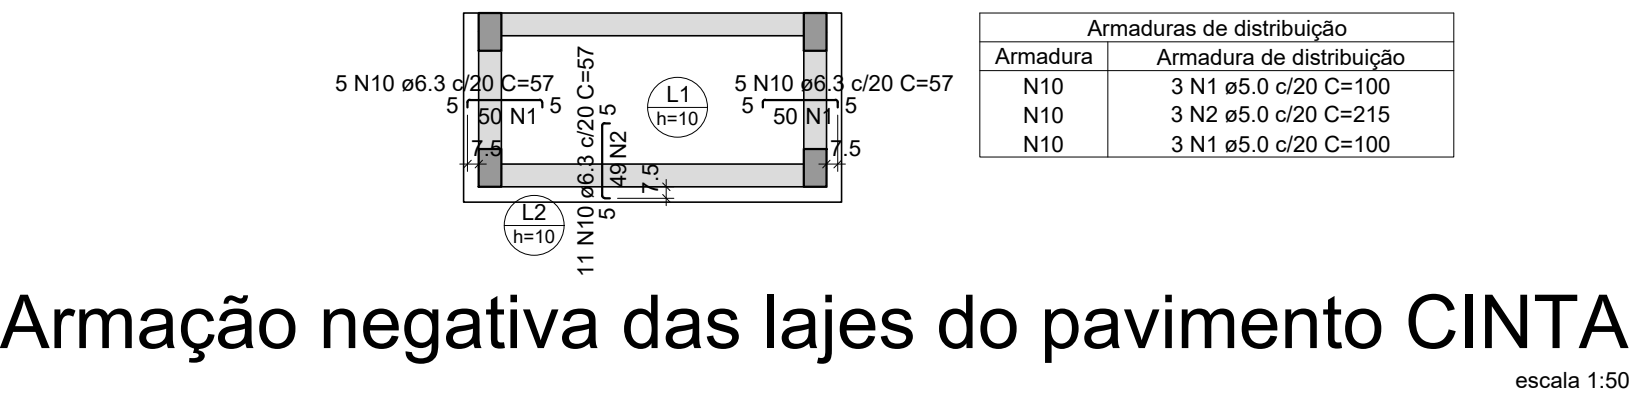 5 N10 ø6.3 c/20 C=57
5 5
50 N1
7.5
11 N10 ø6.3 c/20 C=57
5 5
49 N2
7.5
L1
h=10
5 N10 ø6.3 c/20 C=57
5 5
50 N1
7.5
L2
h=10
Armaduras de distribuição
Armadura Armadura de distribuição
N10 3 N1 ø5.0 c/20 C=100
N10 3 N2 ø5.0 c/20 C=215
N10 3 N1 ø5.0 c/20 C=100
Armação negativa das lajes do pavimento CINTA
escala 1:50